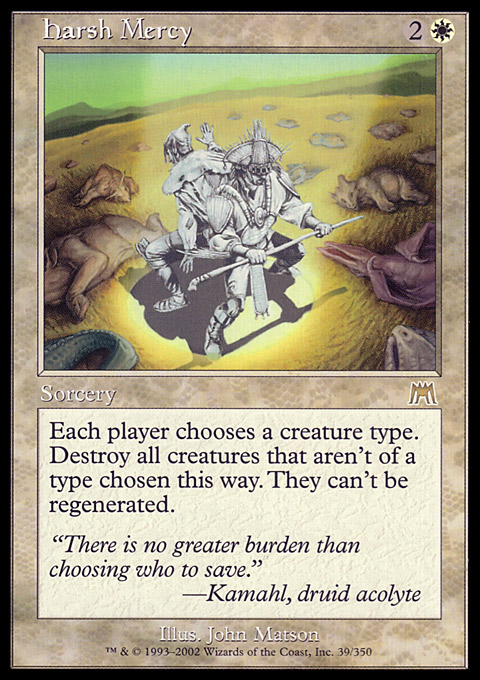 Harsh Mercy 2
Sorcery
Each player chooses a creature type.
Destroy all creatures that aren't of a
type chosen this way. They can't be
regenerated.
“There is no greater burden than
choosing who to save.”
—Kamahl, druid acolyte
Illus. John Matson
™ & © 1993–2002 Wizards of the Coast, Inc. 39/350